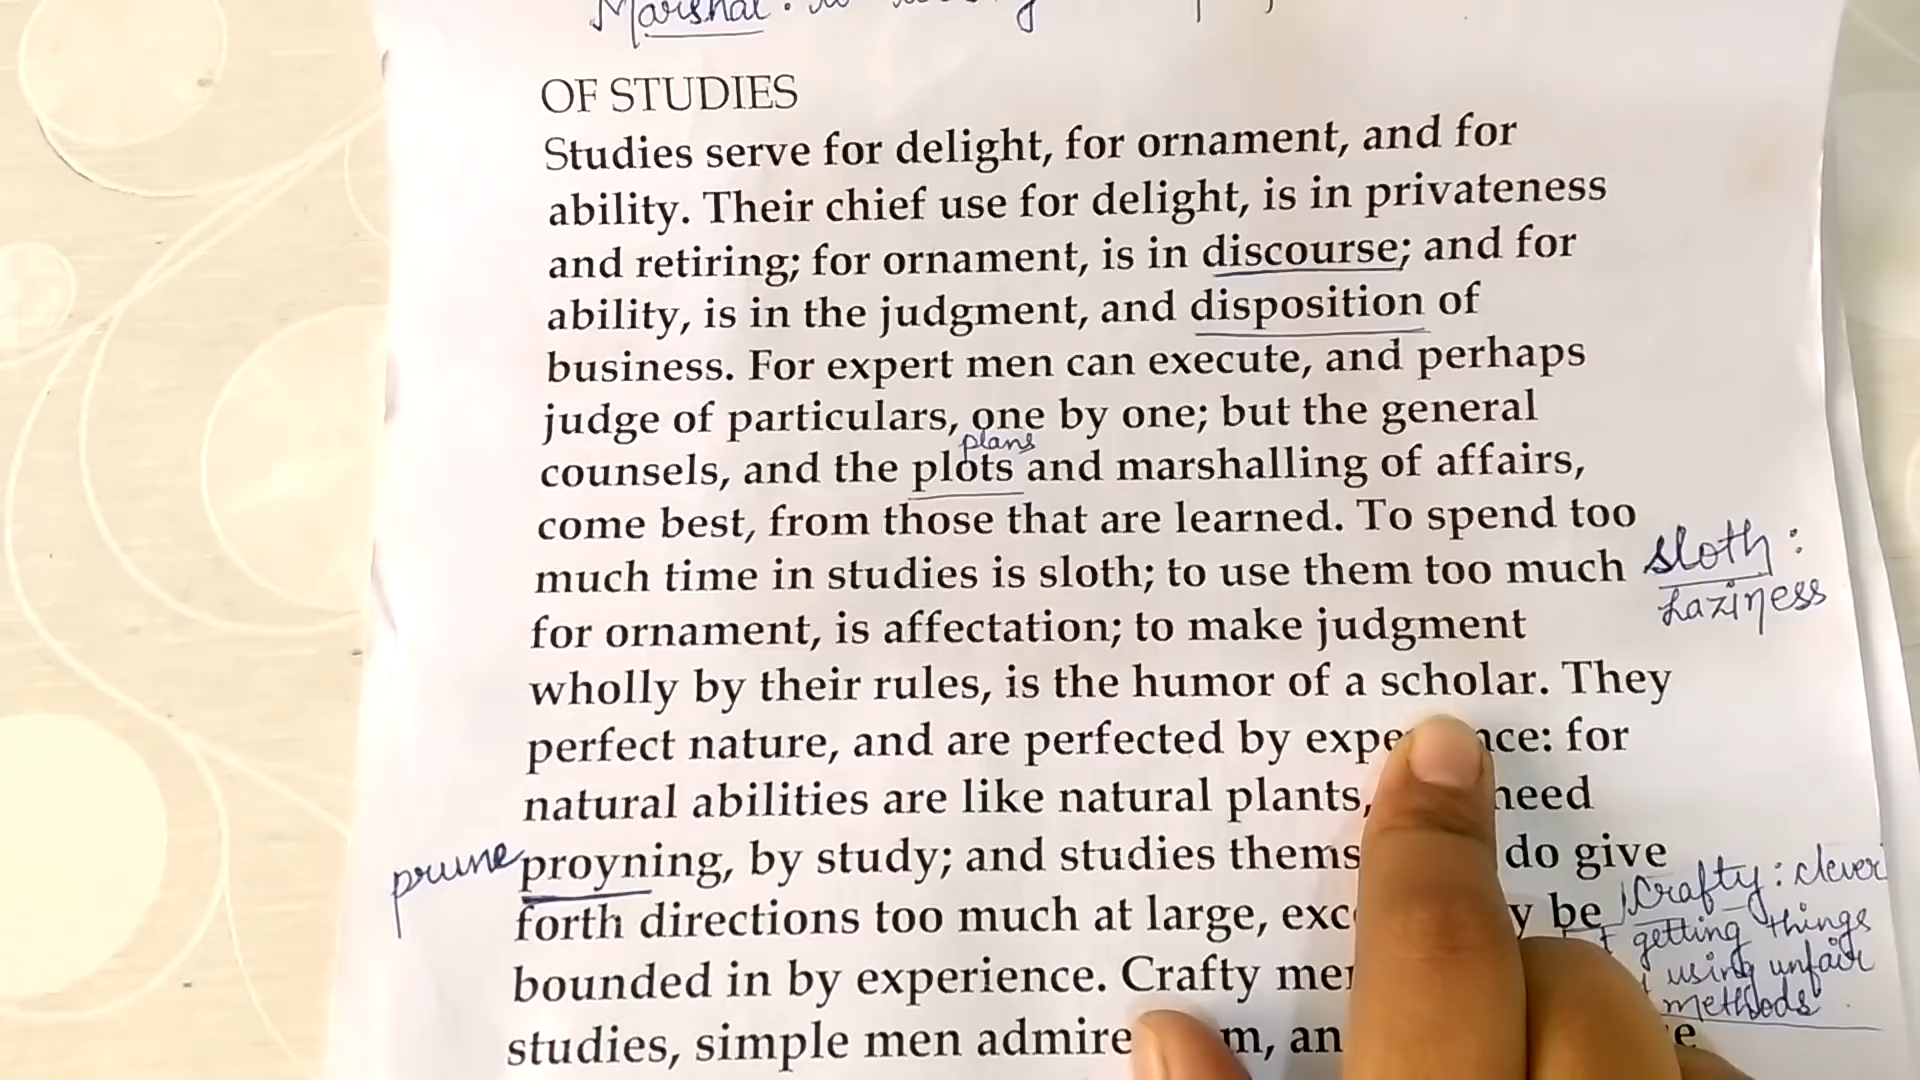 Marshal:
OF STUDIES
Studies serve for delight, for ornament, and for
ability. Their chief use for delight, is in privateness
and retiring; for ornament, is in discourse; and for
ability, is in the judgment, and disposition of
business. For expert men can execute, and perhaps
judge of particulars, one by one; but the general
plans
counsels, and the plots and marshalling of affairs,
come best, from those that are learned. To spend too
much time in studies is sloth; to use them too much
sloth:
Laziness
for ornament, is affectation; to make judgment
wholly by their rules, is the humor of a scholar. They
perfect nature, and are perfected by expe nce: for
natural abilities are like natural plants, need
prune
proyning, by study; and studies thems do give
forth directions too much at large, exc y be
Crafty: clever
getting things
using unfair
methods
bounded in by experience. Crafty me
studies, simple men admire m, an e